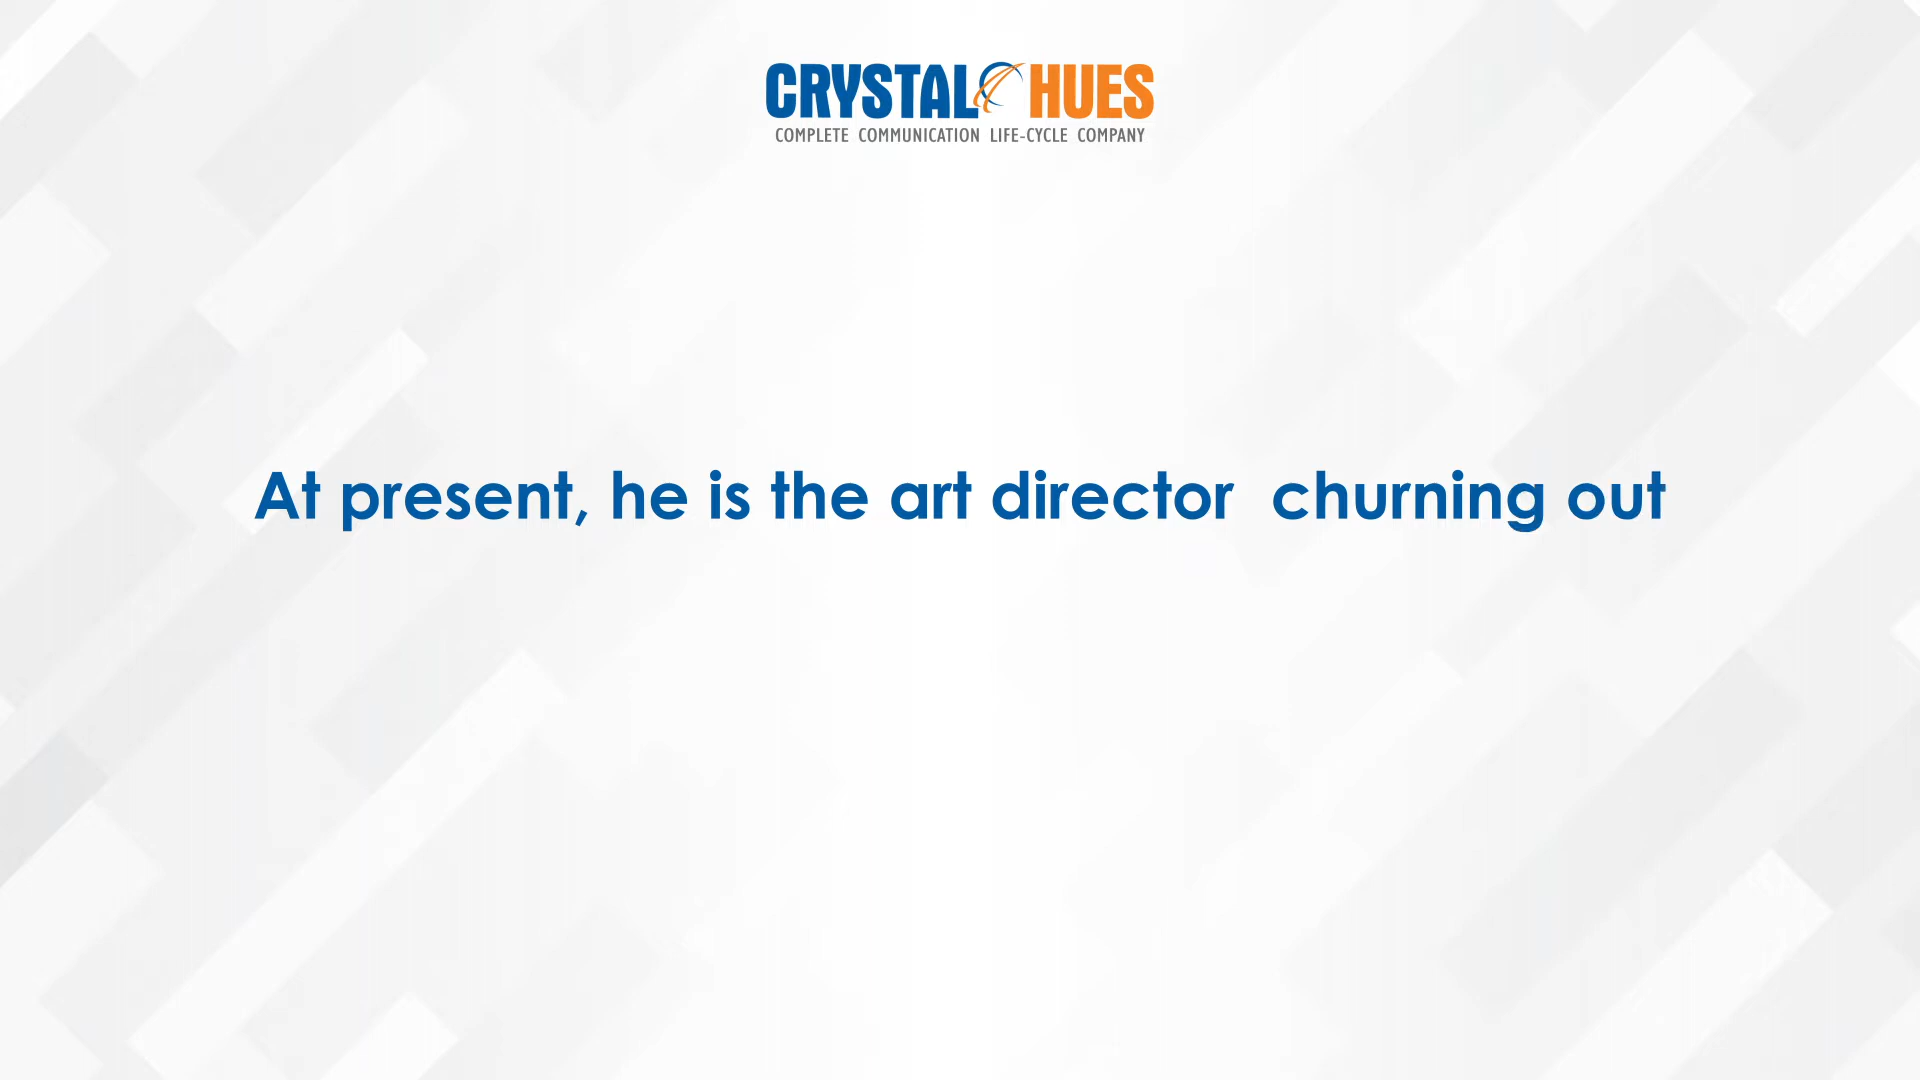 CRYSTAL HUES
COMPLETE COMMUNICATION LIFE-CYCLE COMPANY
At present, he is the art director  churning out